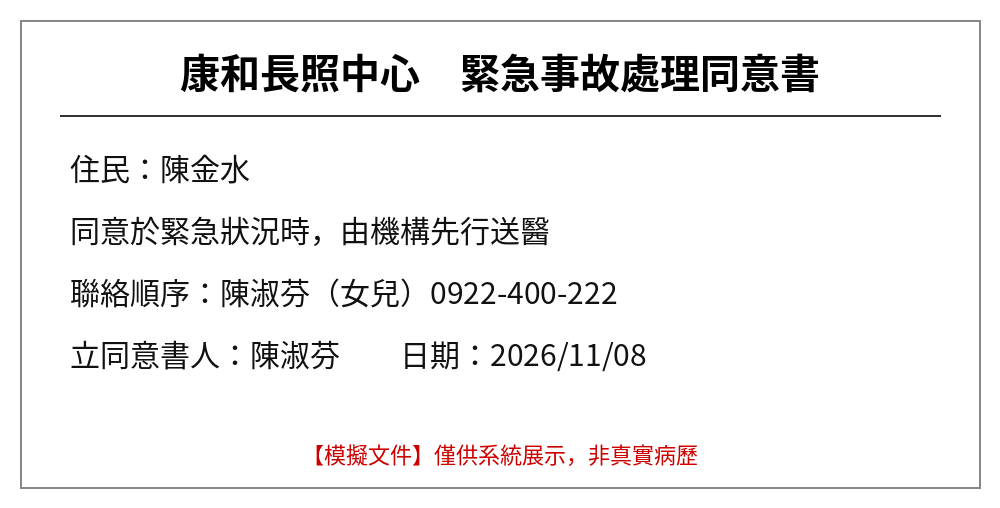 康和長照中心　緊急事故處理同意書
住民：陳金水
同意於緊急狀況時，由機構先行送醫
聯絡順序：陳淑芬（女兒）0922-400-222
立同意書人：陳淑芬　　日期：2026/11/08
【模擬文件】僅供系統展示，非真實病歷